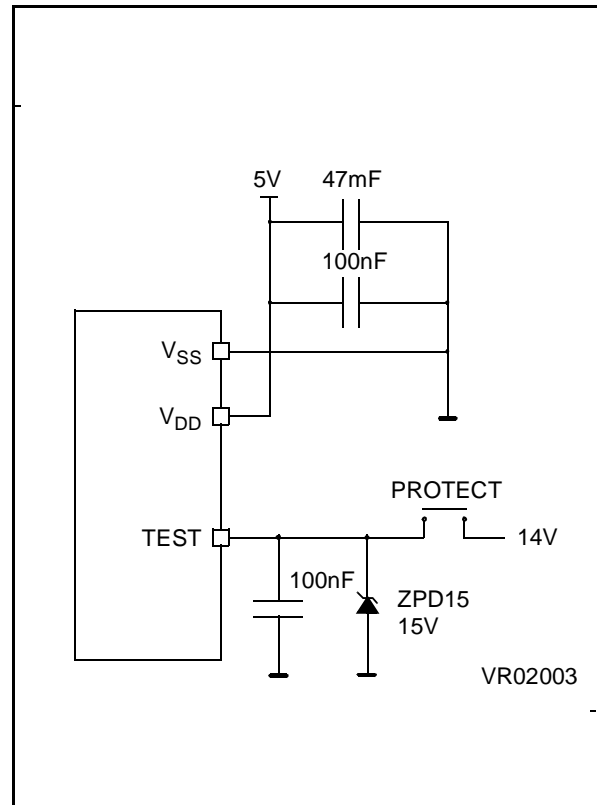 5V
47mF
100nF
VSS
VDD
PROTECT
TEST
14V
100nF
ZPD15
15V
VR02003